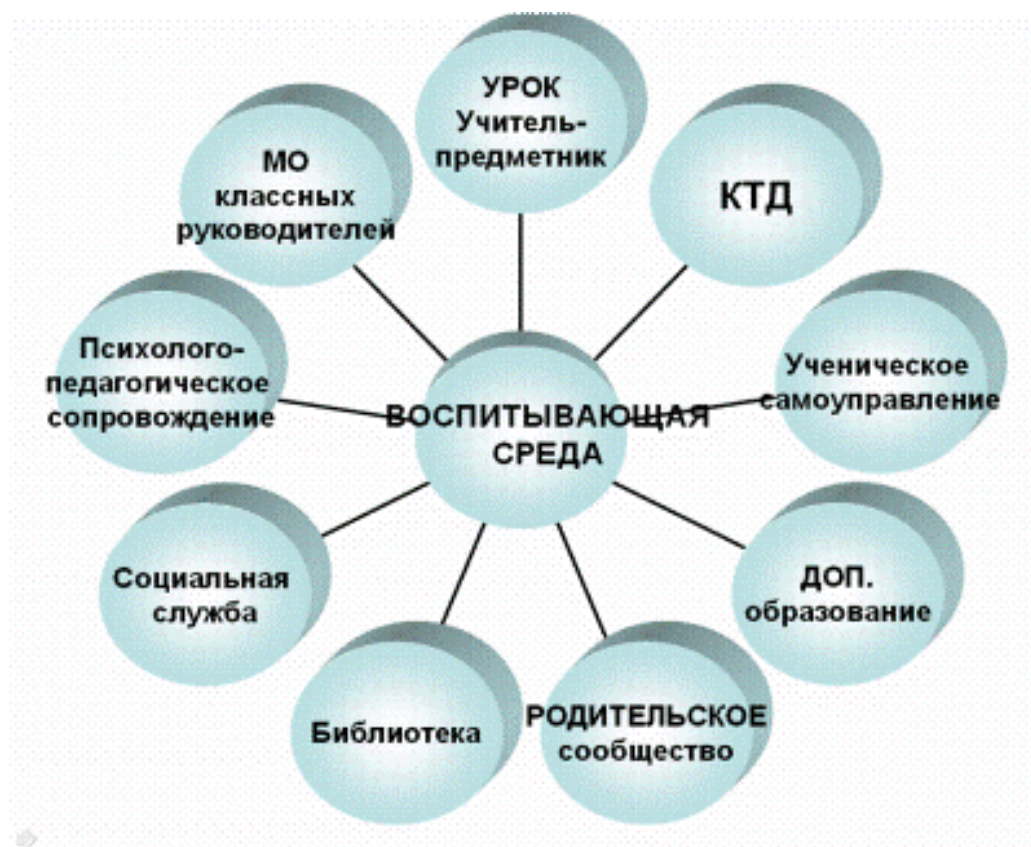 УРОК
Учитель-
предметник
МО
классных
руководителей
КТД
Психолого-
педагогическое
сопровождение
Ученическое
самоуправление
ВОСПИТЫВАЮЩАЯ
СРЕДА
Социальная
служба
ДОП.
образование
Библиотека
РОДИТЕЛЬСКОЕ
сообщество